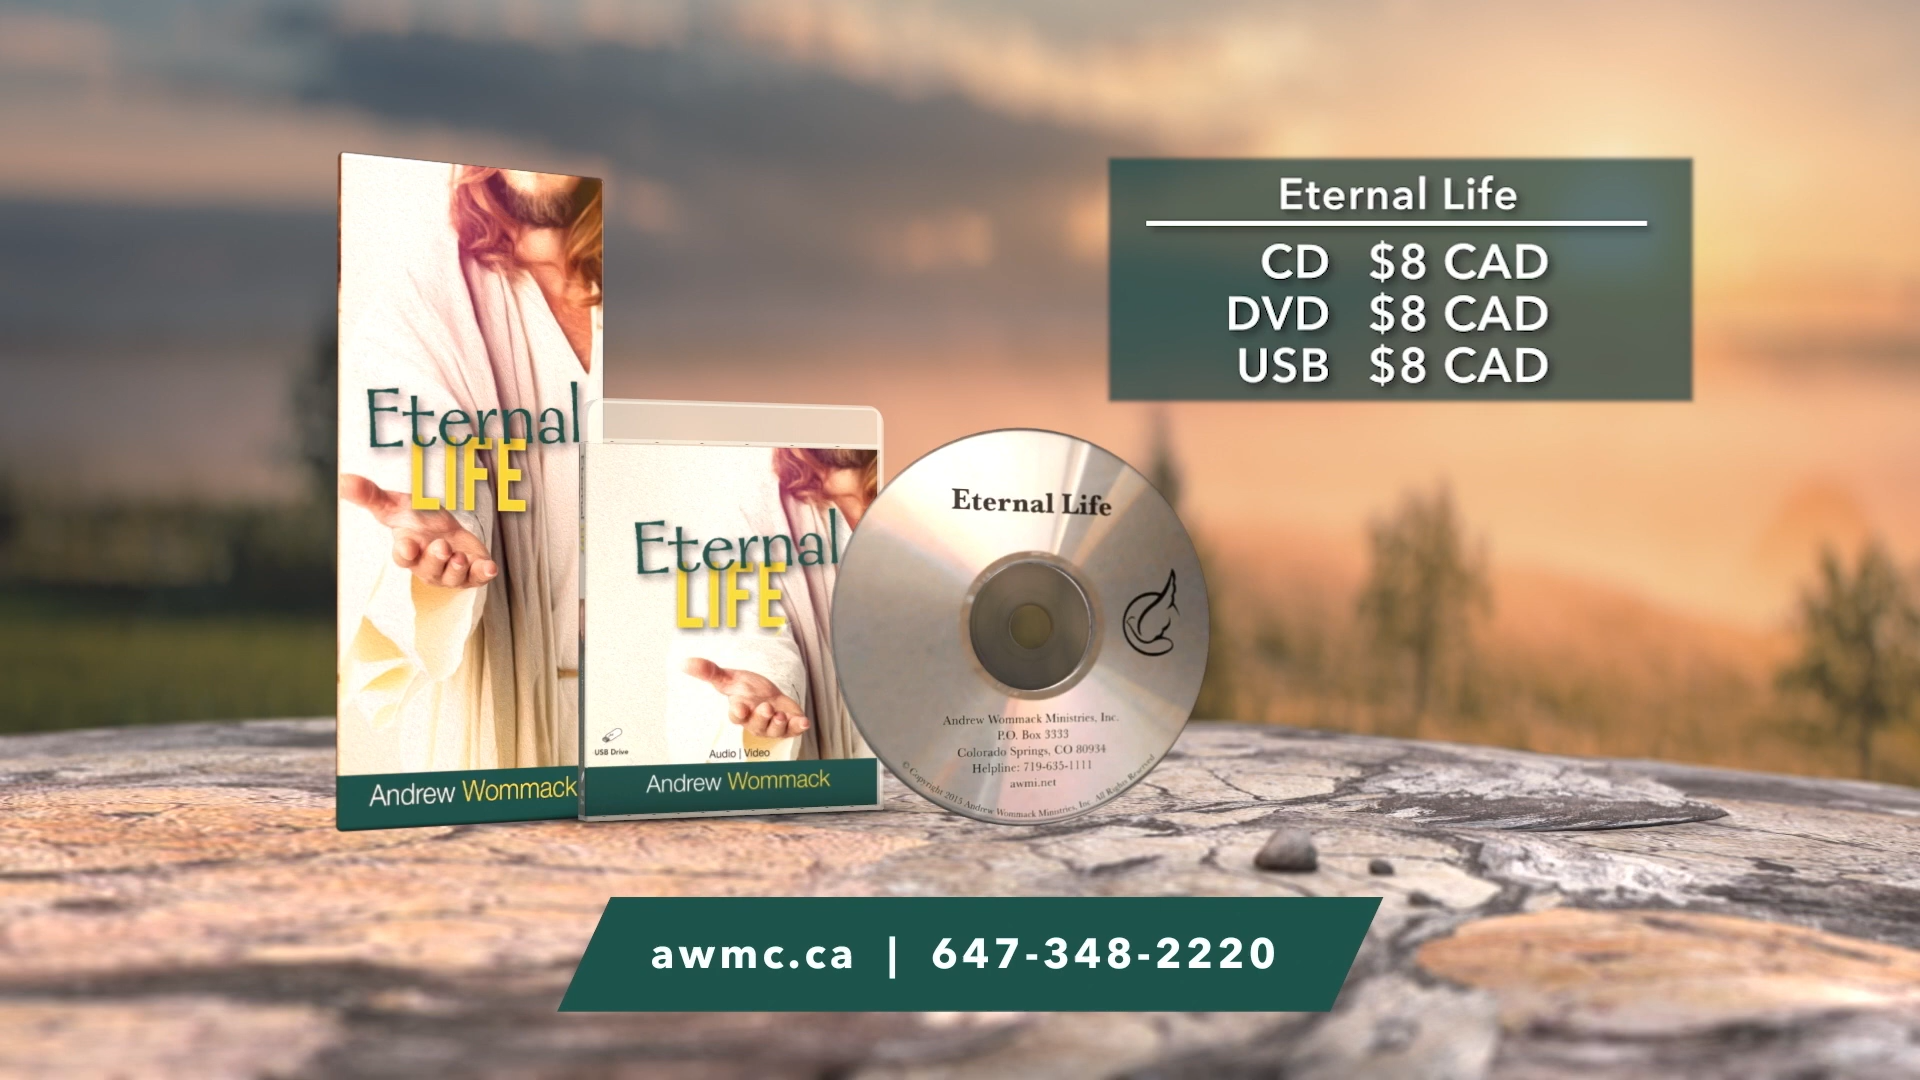 Eternal
LIFE
Andrew Wommack
Eternal
LIFE
USB Drive
Audio | Video
Andrew Wommack
Eternal Life
Andrew Wommack Ministries, Inc.
P.O. Box 3333
Colorado Springs, CO 80934
Helpline: 719-635-1111
awmi.net
© Copyright 2015 Andrew Wommack Ministries, Inc. All Rights Reserved
Eternal Life
CD $8 CAD
DVD $8 CAD
USB $8 CAD
awmc.ca | 647-348-2220